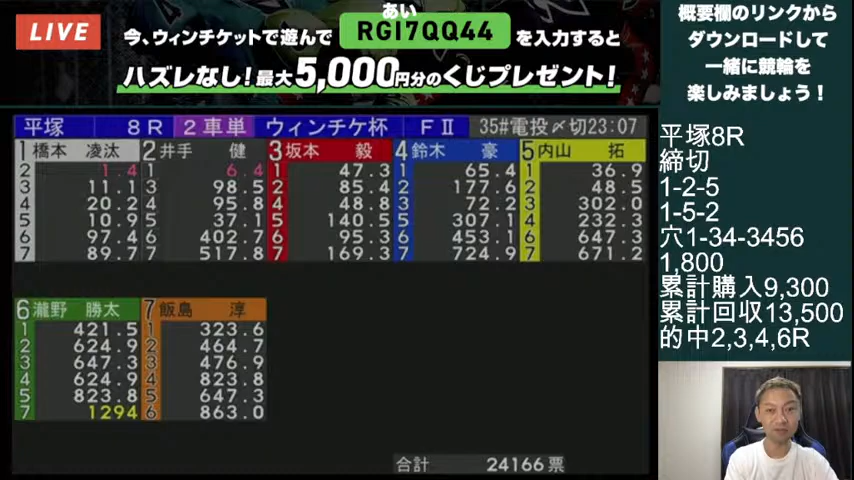 LIVE
あい
今、ウィンチケットで遊んで RGI7QQ44 を入力すると
ハズレなし!最大5,000円分のくじプレゼント!
概要欄のリンクから
ダウンロードして
一緒に競輪を
楽しみましょう!
平塚 8R 2車単 ウィンチケ杯 FⅡ 35#電投〆切23:07
1 橋本 凌汰 2 井手 健 3 坂本 毅 4 鈴木 豪 5 内山 拓
2 1.4 1 6.4 1 47.3 1 65.4 1 36.9
3 11.1 3 98.5 2 85.4 2 177.6 2 48.5
4 20.2 4 95.8 4 48.8 3 72.2 3 302.0
5 10.9 5 37.1 5 140.5 5 307.1 4 232.3
6 97.4 6 402.7 6 95.3 6 453.1 6 647.3
7 89.7 7 517.8 7 169.3 7 724.9 7 671.2
6 瀧野 勝太 7 飯島 淳
1 421.5 1 323.6
2 624.9 2 464.7
3 647.3 3 476.9
4 624.9 4 823.8
5 823.8 5 647.3
7 1294 6 863.0
合計 24166票
平塚8R
締切
1-2-5
1-5-2
穴1-34-3456
1,800
累計購入9,300
累計回収13,500
的中2,3,4,6R